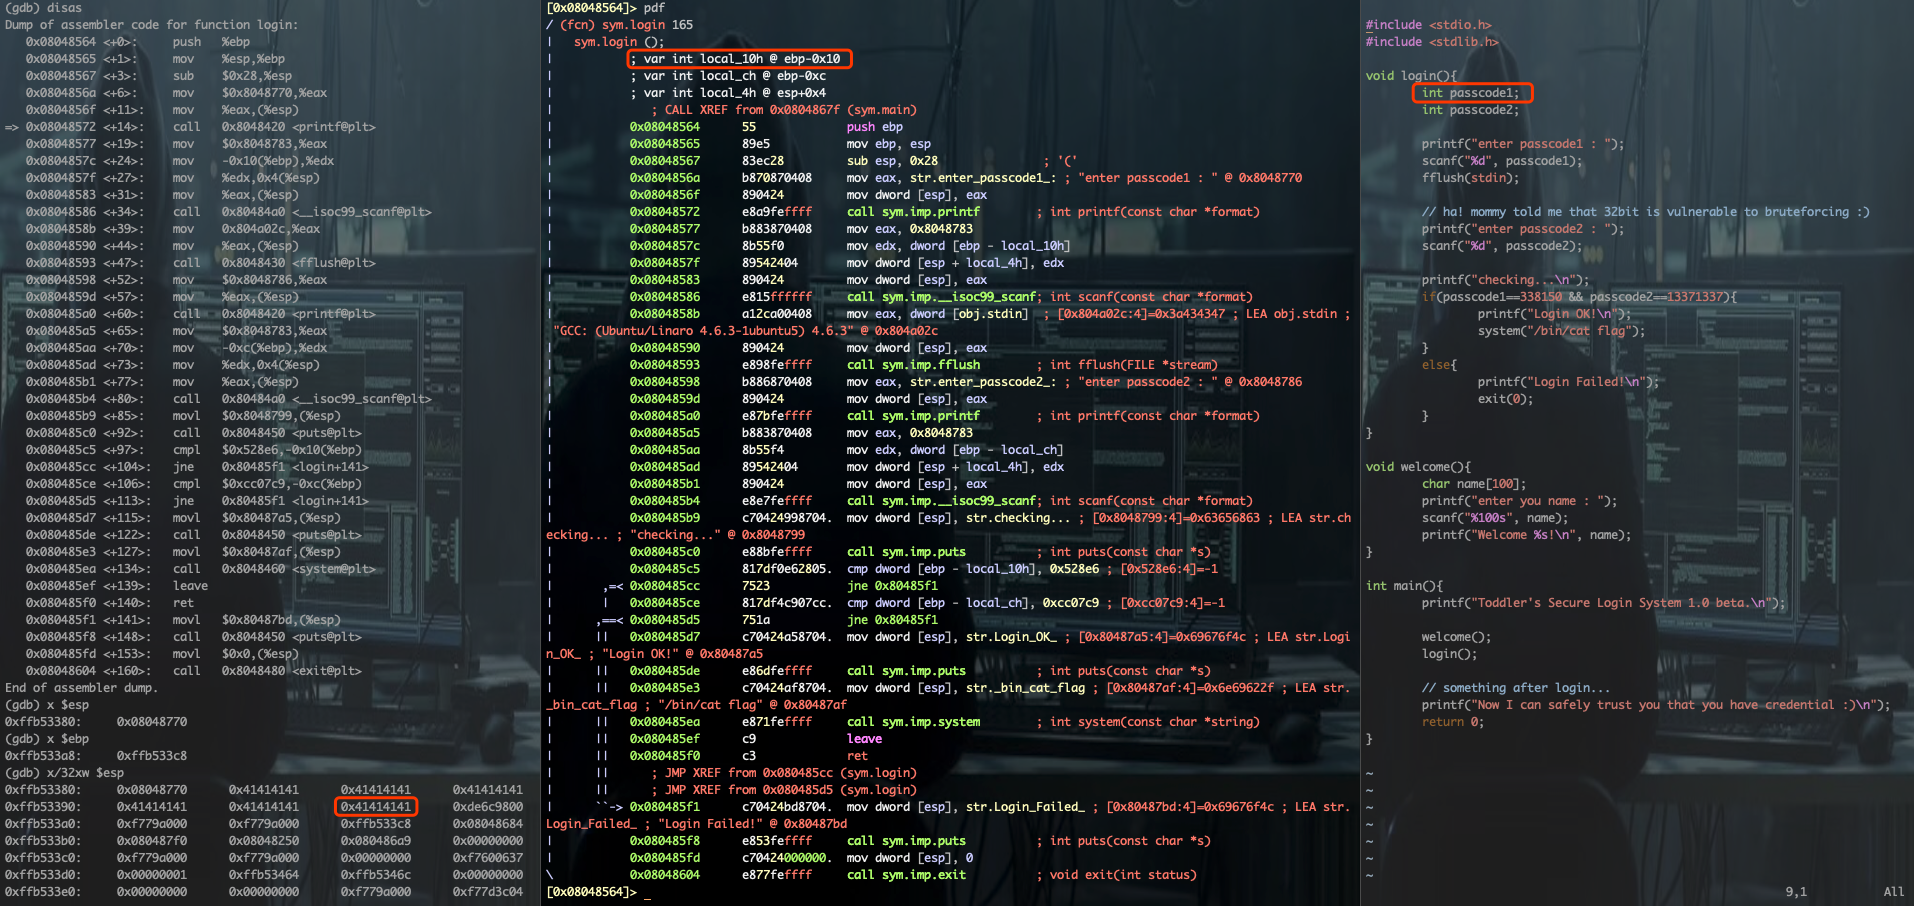 (gdb) disas
Dump of assembler code for function login:
   0x08048564 <+0>:     push   %ebp
   0x08048565 <+1>:     mov    %esp,%ebp
   0x08048567 <+3>:     sub    $0x28,%esp
   0x0804856a <+6>:     mov    $0x8048770,%eax
   0x0804856f <+11>:    mov    %eax,(%esp)
=> 0x08048572 <+14>:    call   0x8048420 <printf@plt>
   0x08048577 <+19>:    mov    $0x8048783,%eax
   0x0804857c <+24>:    mov    -0x10(%ebp),%edx
   0x0804857f <+27>:    mov    %edx,0x4(%esp)
   0x08048583 <+31>:    mov    %eax,(%esp)
   0x08048586 <+34>:    call   0x80484a0 <__isoc99_scanf@plt>
   0x0804858b <+39>:    mov    0x804a02c,%eax
   0x08048590 <+44>:    mov    %eax,(%esp)
   0x08048593 <+47>:    call   0x8048430 <fflush@plt>
   0x08048598 <+52>:    mov    $0x8048786,%eax
   0x0804859d <+57>:    mov    %eax,(%esp)
   0x080485a0 <+60>:    call   0x8048420 <printf@plt>
   0x080485a5 <+65>:    mov    $0x8048783,%eax
   0x080485aa <+70>:    mov    -0xc(%ebp),%edx
   0x080485ad <+73>:    mov    %edx,0x4(%esp)
   0x080485b1 <+77>:    mov    %eax,(%esp)
   0x080485b4 <+80>:    call   0x80484a0 <__isoc99_scanf@plt>
   0x080485b9 <+85>:    movl   $0x8048799,(%esp)
   0x080485c0 <+92>:    call   0x8048450 <puts@plt>
   0x080485c5 <+97>:    cmpl   $0x528e6,-0x10(%ebp)
   0x080485cc <+104>:   jne    0x80485f1 <login+141>
   0x080485ce <+106>:   cmpl   $0xcc07c9,-0xc(%ebp)
   0x080485d5 <+113>:   jne    0x80485f1 <login+141>
   0x080485d7 <+115>:   movl   $0x80487a5,(%esp)
   0x080485de <+122>:   call   0x8048450 <puts@plt>
   0x080485e3 <+127>:   movl   $0x80487af,(%esp)
   0x080485ea <+134>:   call   0x8048460 <system@plt>
   0x080485ef <+139>:   leave
   0x080485f0 <+140>:   ret
   0x080485f1 <+141>:   movl   $0x80487bd,(%esp)
   0x080485f8 <+148>:   call   0x8048450 <puts@plt>
   0x080485fd <+153>:   movl   $0x0,(%esp)
   0x08048604 <+160>:   call   0x8048480 <exit@plt>
End of assembler dump.
(gdb) x $esp
0xffb53380:     0x08048770
(gdb) x $ebp
0xffb533a8:     0xffb533c8
(gdb) x/32xw $esp
0xffb53380:     0x08048770      0x41414141      0x41414141      0x41414141
0xffb53390:     0x41414141      0x41414141      0x41414141      0xde6c9800
0xffb533a0:     0xf779a000      0xf779a000      0xffb533c8      0x08048684
0xffb533b0:     0x080487f0      0x08048250      0x080486a9      0x00000000
0xffb533c0:     0xf779a000      0xf779a000      0x00000000      0xf7600637
0xffb533d0:     0x00000001      0xffb53464      0xffb5346c      0x00000000
0xffb533e0:     0x00000000      0x00000000      0xf779a000      0xf77d3c04
[0x08048564]> pdf
/ (fcn) sym.login 165
|   sym.login ();
|           ; var int local_10h @ ebp-0x10
|           ; var int local_ch @ ebp-0xc
|           ; var int local_4h @ esp+0x4
|              ; CALL XREF from 0x0804867f (sym.main)
|           0x08048564      55             push ebp
|           0x08048565      89e5           mov ebp, esp
|           0x08048567      83ec28         sub esp, 0x28               ; '('
|           0x0804856a      b870870408     mov eax, str.enter_passcode1_: ; "enter passcode1 : " @ 0x8048770
|           0x0804856f      890424         mov dword [esp], eax
|           0x08048572      e8a9feffff     call sym.imp.printf        ; int printf(const char *format)
|           0x08048577      b883870408     mov eax, 0x8048783
|           0x0804857c      8b55f0         mov edx, dword [ebp - local_10h]
|           0x0804857f      89542404       mov dword [esp + local_4h], edx
|           0x08048583      890424         mov dword [esp], eax
|           0x08048586      e815ffffff     call sym.imp.__isoc99_scanf; int scanf(const char *format)
|           0x0804858b      a12ca00408     mov eax, dword [obj.stdin]  ; [0x804a02c:4]=0x3a434347 ; LEA obj.stdin ;
 "GCC: (Ubuntu/Linaro 4.6.3-1ubuntu5) 4.6.3" @ 0x804a02c
|           0x08048590      890424         mov dword [esp], eax
|           0x08048593      e898feffff     call sym.imp.fflush        ; int fflush(FILE *stream)
|           0x08048598      b886870408     mov eax, str.enter_passcode2_: ; "enter passcode2 : " @ 0x8048786
|           0x0804859d      890424         mov dword [esp], eax
|           0x080485a0      e87bfeffff     call sym.imp.printf        ; int printf(const char *format)
|           0x080485a5      b883870408     mov eax, 0x8048783
|           0x080485aa      8b55f4         mov edx, dword [ebp - local_ch]
|           0x080485ad      89542404       mov dword [esp + local_4h], edx
|           0x080485b1      890424         mov dword [esp], eax
|           0x080485b4      e8e7feffff     call sym.imp.__isoc99_scanf; int scanf(const char *format)
|           0x080485b9      c70424998704.  mov dword [esp], str.checking... ; [0x8048799:4]=0x63656863 ; LEA str.ch
ecking... ; "checking..." @ 0x8048799
|           0x080485c0      e88bfeffff     call sym.imp.puts          ; int puts(const char *s)
|           0x080485c5      817df0e62805.  cmp dword [ebp - local_10h], 0x528e6 ; [0x528e6:4]=-1
|       ,=< 0x080485cc      7523           jne 0x80485f1
|       |   0x080485ce      817df4c907cc.  cmp dword [ebp - local_ch], 0xcc07c9 ; [0xcc07c9:4]=-1
|      ,==< 0x080485d5      751a           jne 0x80485f1
|      ||   0x080485d7      c70424a58704.  mov dword [esp], str.Login_OK_ ; [0x80487a5:4]=0x69676f4c ; LEA str.Logi
n_OK_ ; "Login OK!" @ 0x80487a5
|      ||   0x080485de      e86dfeffff     call sym.imp.puts          ; int puts(const char *s)
|      ||   0x080485e3      c70424af8704.  mov dword [esp], str._bin_cat_flag ; [0x80487af:4]=0x6e69622f ; LEA str.
_bin_cat_flag ; "/bin/cat flag" @ 0x80487af
|      ||   0x080485ea      e871feffff     call sym.imp.system        ; int system(const char *string)
|      ||   0x080485ef      c9             leave
|      ||   0x080485f0      c3             ret
|      ||      ; JMP XREF from 0x080485cc (sym.login)
|      ||      ; JMP XREF from 0x080485d5 (sym.login)
|      ``-> 0x080485f1      c70424bd8704.  mov dword [esp], str.Login_Failed_ ; [0x80487bd:4]=0x69676f4c ; LEA str.
Login_Failed_ ; "Login Failed!" @ 0x80487bd
|           0x080485f8      e853feffff     call sym.imp.puts          ; int puts(const char *s)
|           0x080485fd      c70424000000.  mov dword [esp], 0
\           0x08048604      e877feffff     call sym.imp.exit          ; void exit(int status)
[0x08048564]> _
#include <stdio.h>
#include <stdlib.h>
void login(){
        int passcode1;
        int passcode2;
        printf("enter passcode1 : ");
        scanf("%d", passcode1);
        fflush(stdin);
        // ha! mommy told me that 32bit is vulnerable to bruteforcing :)
        printf("enter passcode2 : ");
        scanf("%d", passcode2);
        printf("checking...\n");
        if(passcode1==338150 && passcode2==13371337){
                printf("Login OK!\n");
                system("/bin/cat flag");
        }
        else{
                printf("Login Failed!\n");
                exit(0);
        }
}
void welcome(){
        char name[100];
        printf("enter you name : ");
        scanf("%100s", name);
        printf("Welcome %s!\n", name);
}
int main(){
        printf("Toddler's Secure Login System 1.0 beta.\n");
        welcome();
        login();
        // something after login...
        printf("Now I can safely trust you that you have credential :)\n");
        return 0;
}
~
~
~
~
~
~
~
9,1           All